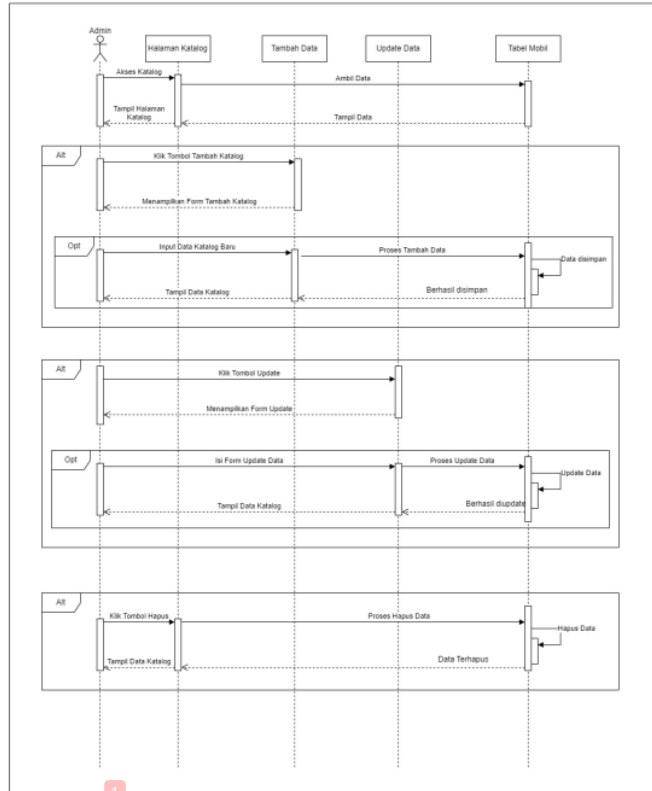 Admin
Halaman Katalog
Tambah Data
Update Data
Tabel Mobil
Akses Katalog
Ambil Data
Tampil Halaman
Katalog
Tampil Data
Alt
Klik Tombol Tambah Katalog
Menampilkan Form Tambah Katalog
Opt
Input Data Katalog Baru
Proses Tambah Data
Data disimpan
Tampil Data Katalog
Berhasil disimpan
Alt
Klik Tombol Update
Menampilkan Form Update
Opt
Isi Form Update Data
Proses Update Data
Update Data
Tampil Data Katalog
Berhasil diupdate
Alt
Klik Tombol Hapus
Proses Hapus Data
Hapus Data
Tampil Data Katalog
Data Terhapus